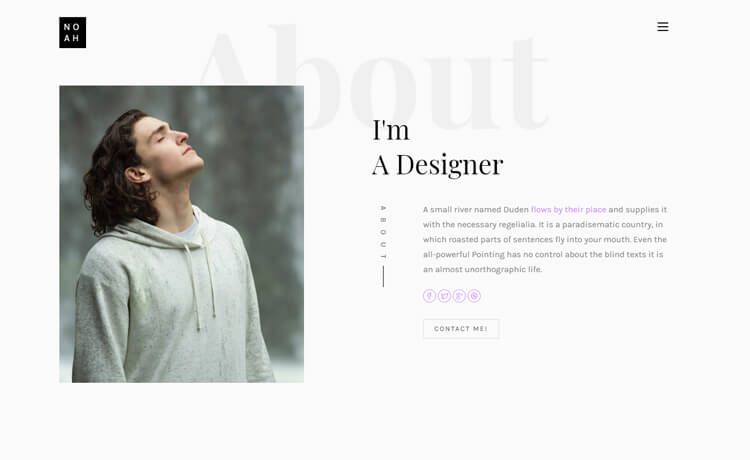 NO
AH
About
I'm
A Designer
ABOUT
A small river named Duden flows by their place and supplies it
with the necessary regelialia. It is a paradisematic country, in
which roasted parts of sentences fly into your mouth. Even the
all-powerful Pointing has no control about the blind texts it is
an almost unorthographic life.
CONTACT ME!